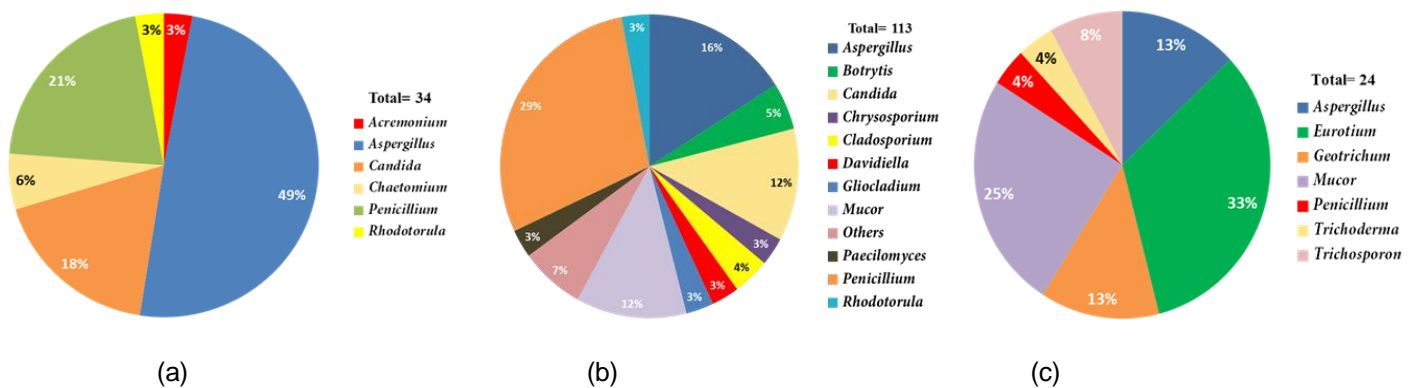 3%
3%
21%
6%
18%
49%
Total= 34
Acremonium
Aspergillus
Candida
Chaetomium
Penicillium
Rhodotorula
(a)
3%
16%
5%
12%
3%
4%
3%
3%
12%
7%
3%
29%
Total= 113
Aspergillus
Botrytis
Candida
Chrysosporium
Cladosporium
Davidiella
Gliocladium
Mucor
Others
Paecilomyces
Penicillium
Rhodotorula
(b)
8%
13%
4%
4%
25%
33%
13%
Total= 24
Aspergillus
Eurotium
Geotrichum
Mucor
Penicillium
Trichoderma
Trichosporon
(c)